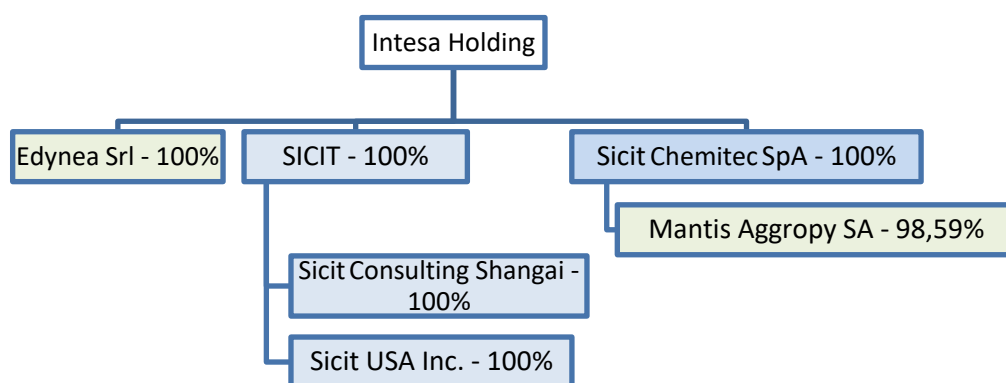 Intesa Holding
Edynea Srl - 100%
SICIT - 100%
Sicit Chemitec SpA - 100%
Mantis Aggropy SA - 98,59%
Sicit Consulting Shangai -
100%
Sicit USA Inc. - 100%